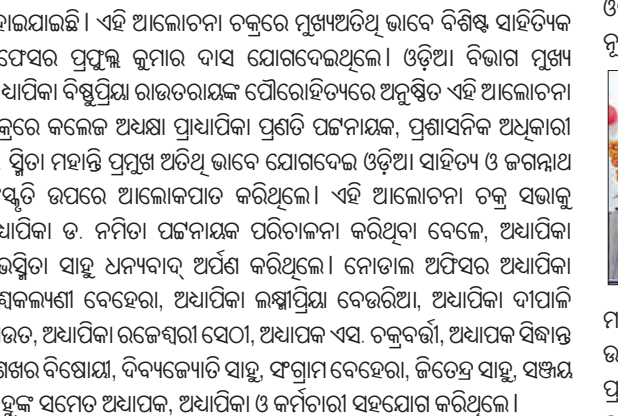 ହୋଇଯାଇଛି। ଏହି ଆଲୋଚନା ଚକ୍ରରେ ମୁଖ୍ୟଅତିଥି ଭାବେ ବିଶିଷ୍ଟ ସାହିତ୍ୟିକ
ଫେସର ପ୍ରଫୁଲ୍ଲ କୁମାର ଦାସ ଯୋଗଦେଇଥିଲେ। ଓଡ଼ିଆ ବିଭାଗ ମୁଖ୍ୟ
ଧ୍ୟାପିକା ବିଷ୍ଣୁପ୍ରିୟା ରାଉତରାୟଙ୍କ ପୌରୋହିତ୍ୟରେ ଅନୁଷ୍ଠିତ ଏହି ଆଲୋଚନା
କ୍ରରେ କଲେଜ ଅଧ୍ୟକ୍ଷା ପ୍ରାଧ୍ୟାପିକା ପ୍ରଣତି ପଟ୍ଟନାୟକ, ପ୍ରଶାସନିକ ଅଧିକାରୀ
ସ୍ମିତା ମହାନ୍ତି ପ୍ରମୁଖ ଅତିଥି ଭାବେ ଯୋଗଦେଇ ଓଡ଼ିଆ ସାହିତ୍ୟ ଓ ଜଗନ୍ନାଥ
ସ୍କୃତି ଉପରେ ଆଲୋକପାତ କରିଥିଲେ। ଏହି ଆଲୋଚନା ଚକ୍ର ସଭାକୁ
ଧ୍ୟାପିକା ଡ. ନମିତା ପଟ୍ଟନାୟକ ପରିଚାଳନା କରିଥିବା ବେଳେ, ଅଧ୍ୟାପିକା
ଭସ୍ମିତା ସାହୁ ଧନ୍ୟବାଦ୍ ଅର୍ପଣ କରିଥିଲେ। ନୋଡାଲ ଅଫିସର ଅଧ୍ୟାପିକା
ଶ୍ୱକଲ୍ୟଣୀ ବେହେରା, ଅଧ୍ୟାପିକା ଲକ୍ଷ୍ମୀପ୍ରିୟା ବେଉରିଆ, ଅଧ୍ୟାପିକା ଦୀପାଳି
ଉତ, ଅଧ୍ୟାପିକା ରଜେଶ୍ୱରୀ ସେଠୀ, ଅଧ୍ୟାପକ ଏସ. ଚକ୍ରବର୍ତ୍ତୀ, ଅଧ୍ୟାପକ ସିଦ୍ଧାନ୍ତ
ଶଖର ବିଷୋୟୀ, ଦିବ୍ୟଜ୍ୟୋତି ସାହୁ, ସଂଗ୍ରାମ ବେହେରା, ଜିତେନ୍ଦ୍ର ସାହୁ, ସଞ୍ଜୟ
ହୁଙ୍କ ସମେତ ଅଧ୍ୟାପକ, ଅଧ୍ୟାପିକା ଓ କର୍ମଚାରୀ ସହଯୋଗ କରିଥିଲେ।